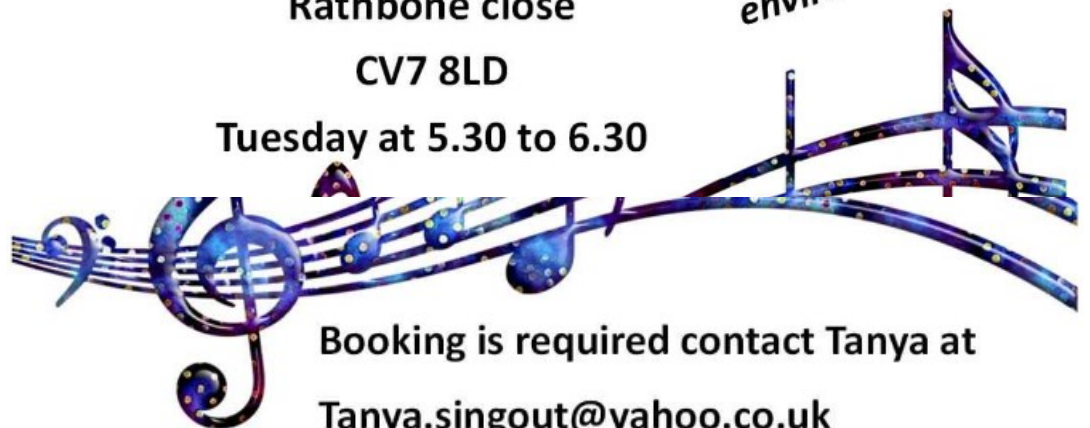 Rathbone close
CV7 8LD
Tuesday at 5.30 to 6.30
Booking is required contact Tanya at
Tanya.singout@yahoo.co.uk